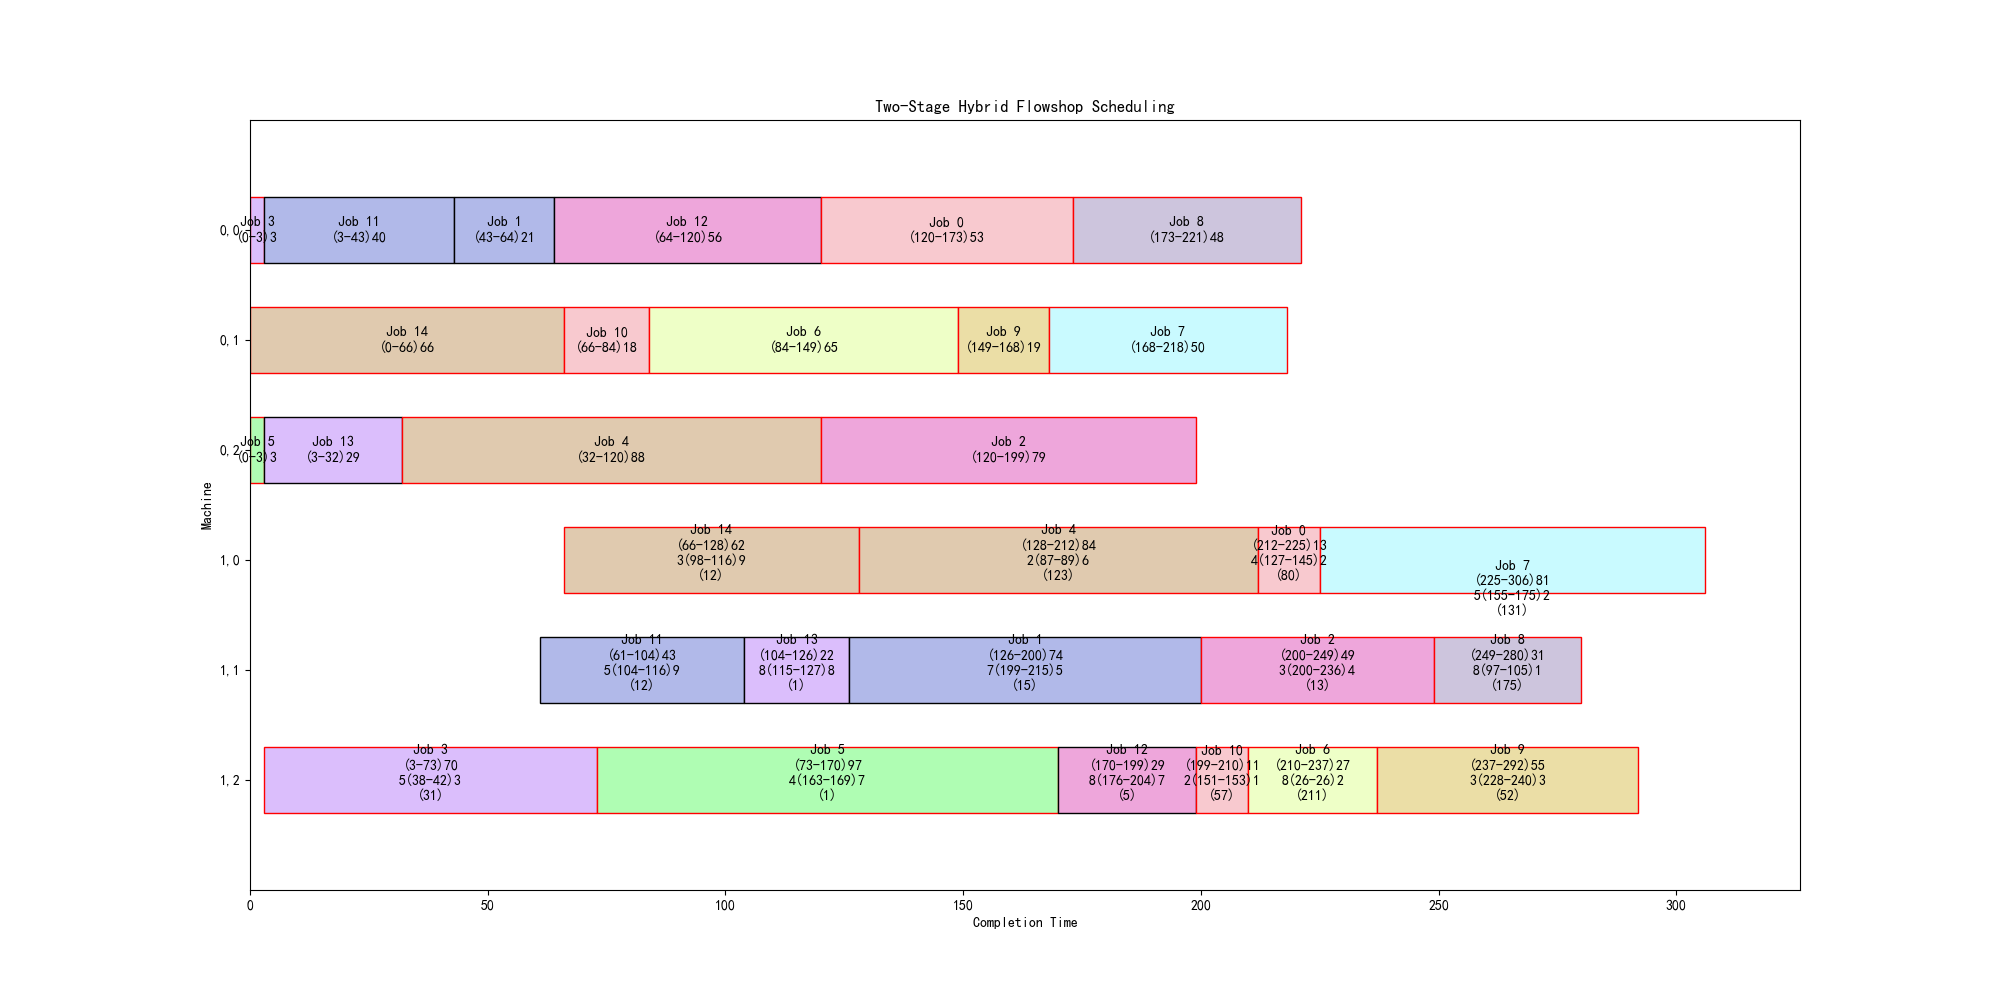 Two-Stage Hybrid Flowshop Scheduling
0,0
Job 3
(0-3)3
Job 11
(3-43)40
Job 1
(43-64)21
Job 12
(64-120)56
Job 0
(120-173)53
Job 8
(173-221)48
0,1
Job 14
(0-66)66
Job 10
(66-84)18
Job 6
(84-149)65
Job 9
(149-168)19
Job 7
(168-218)50
0,2
Job 5
(0-3)3
Job 13
(3-32)29
Job 4
(32-120)88
Job 2
(120-199)79
Machine
1,0
Job 14
(66-128)62
3(98-116)9
(12)
Job 4
(128-212)84
2(87-89)6
(123)
Job 0
(212-225)13
4(127-145)2
(80)
Job 7
(225-306)81
5(155-175)2
(131)
1,1
Job 11
(61-104)43
5(104-116)9
(12)
Job 13
(104-126)22
8(115-127)8
(1)
Job 1
(126-200)74
7(199-215)5
(15)
Job 2
(200-249)49
3(200-236)4
(13)
Job 8
(249-280)31
8(97-105)1
(175)
1,2
Job 3
(3-73)70
5(38-42)3
(31)
Job 5
(73-170)97
4(163-169)7
(1)
Job 12
(170-199)29
8(176-204)7
(5)
Job 10
(199-210)11
2(151-153)1
(57)
Job 6
(210-237)27
8(26-26)2
(211)
Job 9
(237-292)55
3(228-240)3
(52)
0
50
100
150
200
250
300
Completion Time